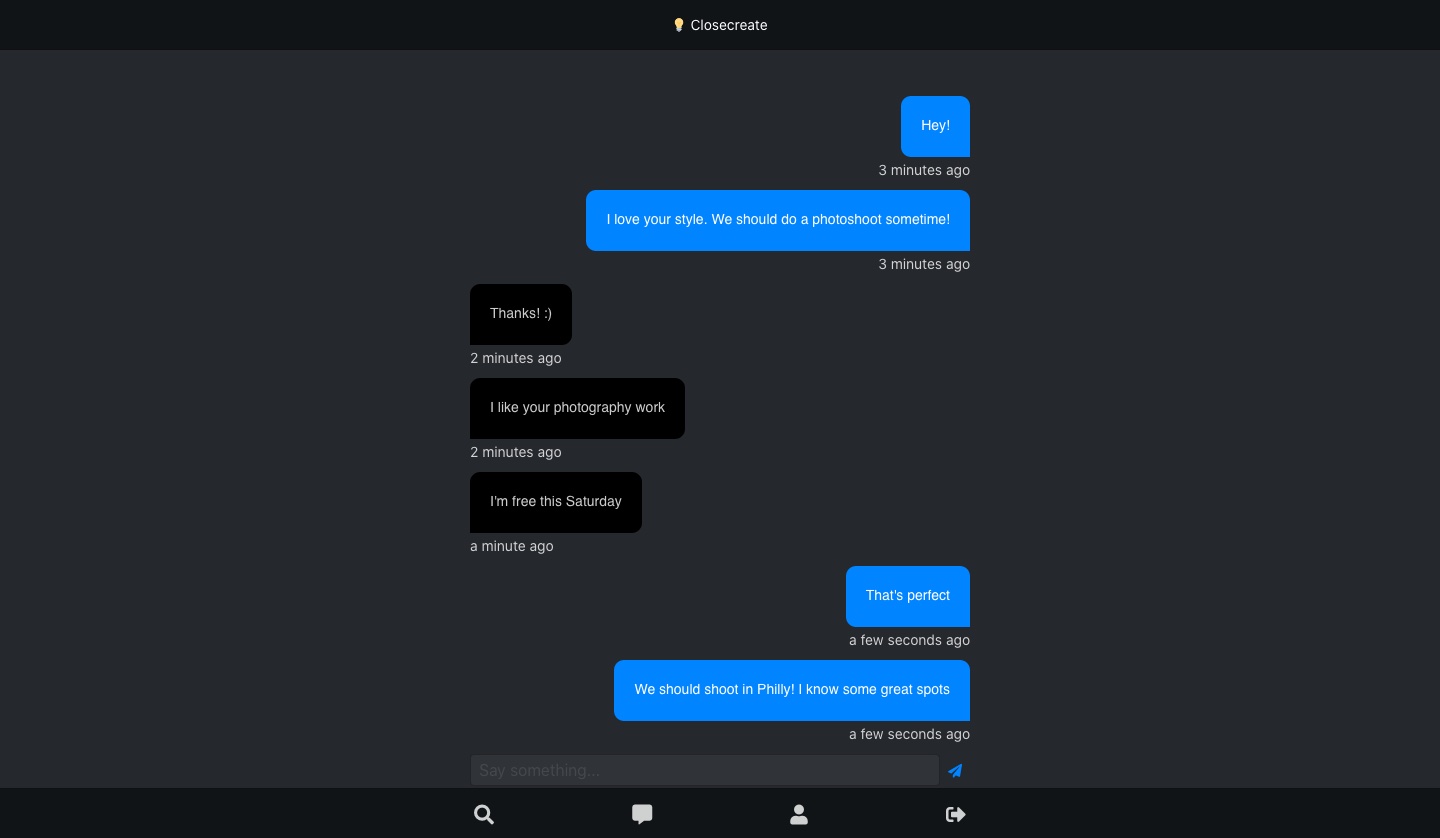 Closecreate
Hey!
3 minutes ago
I love your style. We should do a photoshoot sometime!
3 minutes ago
Thanks! :)
2 minutes ago
I like your photography work
2 minutes ago
I'm free this Saturday
a minute ago
That's perfect
a few seconds ago
We should shoot in Philly! I know some great spots
a few seconds ago
Say something...